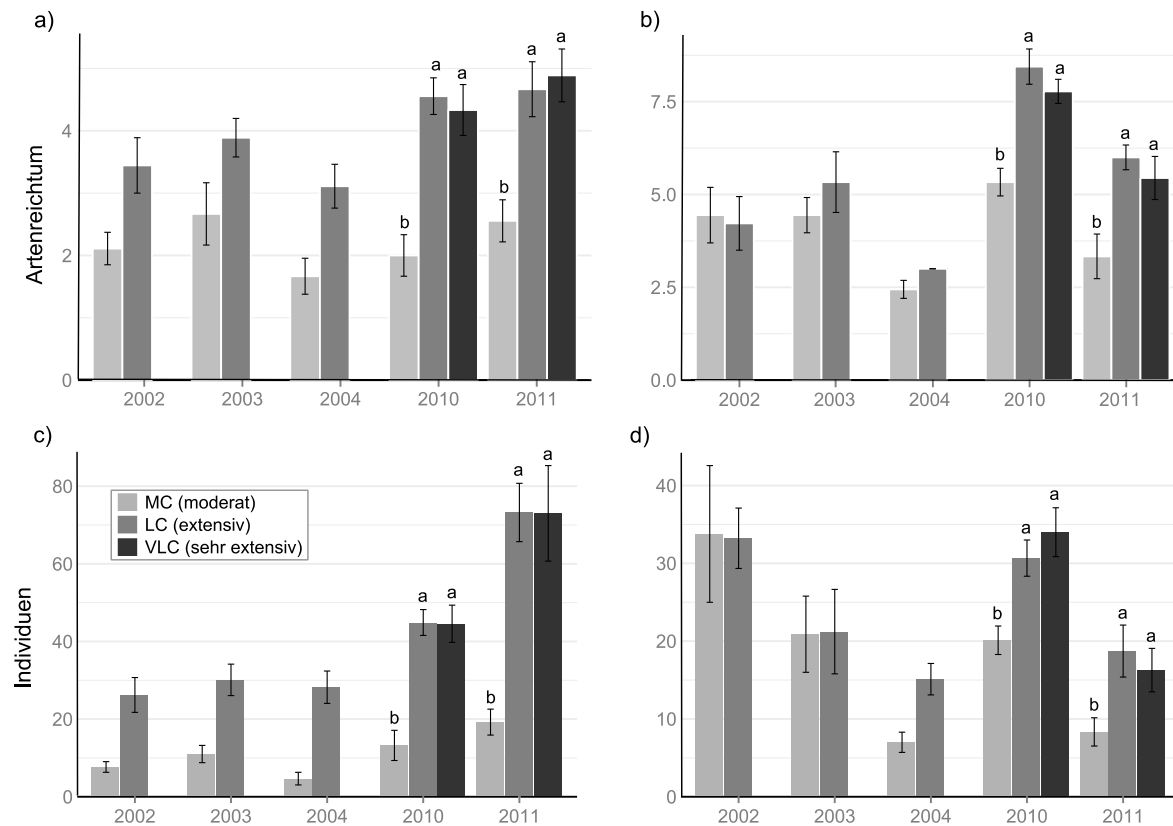 a)
Artenreichtum
4
2
0
a a a a
b b
2002 2003 2004 2010 2011
b)
7.5
5.0
2.5
0.0
a a
b a a
b
2002 2003 2004 2010 2011
c)
Individuen
80
60
40
20
0
MC (moderat)
LC (extensiv)
VLC (sehr extensiv)
a a
a a
b b
2002 2003 2004 2010 2011
d)
40
30
20
10
0
a a
b a a
b
2002 2003 2004 2010 2011